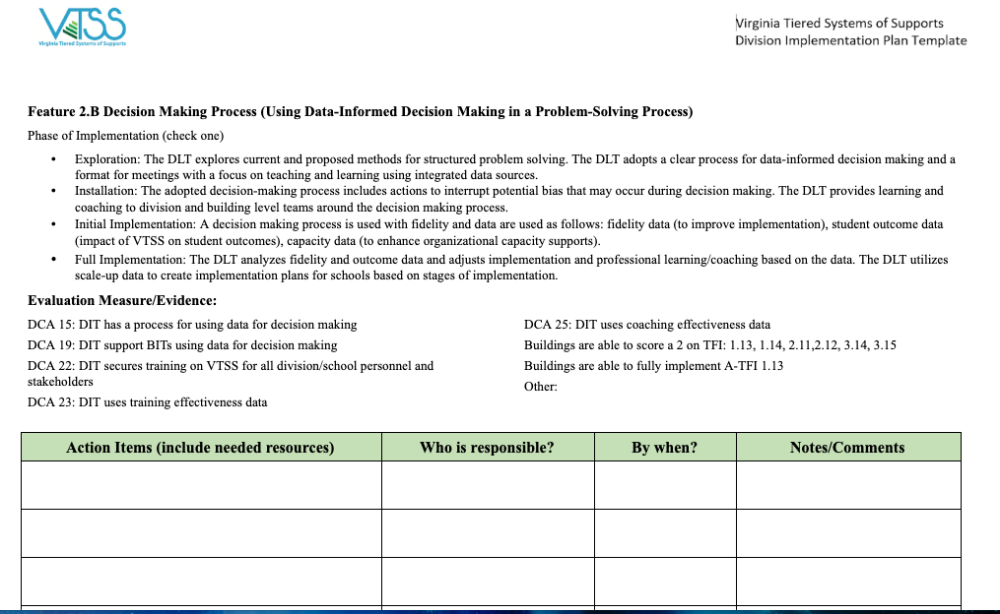 VTSS
Virginia Tiered Systems of Supports
Virginia Tiered Systems of Supports
Division Implementation Plan Template
Feature 2.B Decision Making Process (Using Data-Informed Decision Making in a Problem-Solving Process)
Phase of Implementation (check one)
• Exploration: The DLT explores current and proposed methods for structured problem solving. The DLT adopts a clear process for data-informed decision making and a
format for meetings with a focus on teaching and learning using integrated data sources.
• Installation: The adopted decision-making process includes actions to interrupt potential bias that may occur during decision making. The DLT provides learning and
coaching to division and building level teams around the decision making process.
• Initial Implementation: A decision making process is used with fidelity and data are used as follows: fidelity data (to improve implementation), student outcome data
(impact of VTSS on student outcomes), capacity data (to enhance organizational capacity supports).
• Full Implementation: The DLT analyzes fidelity and outcome data and adjusts implementation and professional learning/coaching based on the data. The DLT utilizes
scale-up data to create implementation plans for schools based on stages of implementation.
Evaluation Measure/Evidence:
DCA 15: DIT has a process for using data for decision making
DCA 19: DIT support BITs using data for decision making
DCA 22: DIT secures training on VTSS for all division/school personnel and
stakeholders
DCA 23: DIT uses training effectiveness data
DCA 25: DIT uses coaching effectiveness data
Buildings are able to score a 2 on TFI: 1.13, 1.14, 2.11,2.12, 3.14, 3.15
Buildings are able to fully implement A-TFI 1.13
Other:
Action Items (include needed resources) Who is responsible? By when? Notes/Comments